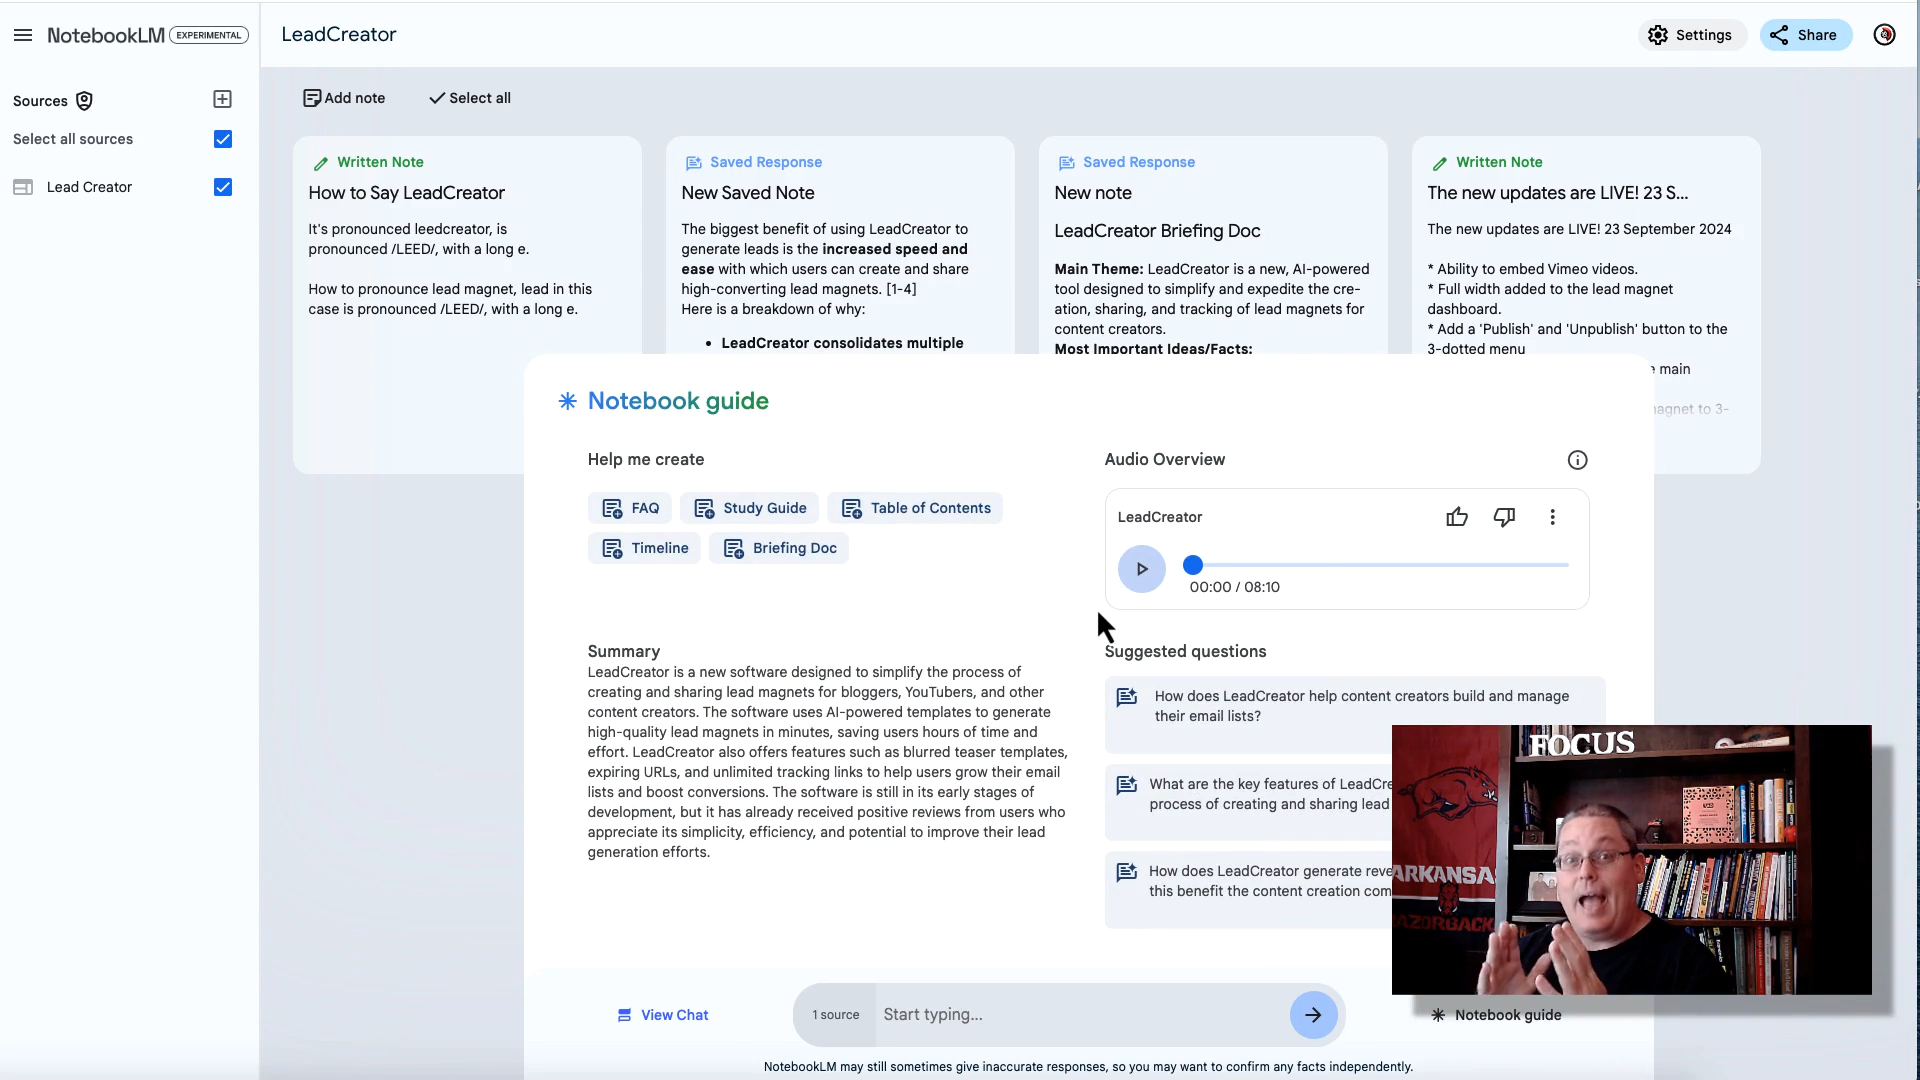 NotebookLM EXPERIMENTAL
LeadCreator
Settings
Share
Sources
Select all sources
Lead Creator
Add note
Select all
Written Note
How to Say LeadCreator
It's pronounced leedcreator, is
pronounced /LEED/, with a long e.
How to pronounce lead magnet, lead in this
case is pronounced /LEED/, with a long e.
Saved Response
New Saved Note
The biggest benefit of using LeadCreator to
generate leads is the increased speed and
ease with which users can create and share
high-converting lead magnets. [1-4]
Here is a breakdown of why:
• LeadCreator consolidates multiple
Saved Response
New note
LeadCreator Briefing Doc
Main Theme: LeadCreator is a new, AI-powered
tool designed to simplify and expedite the cre-
ation, sharing, and tracking of lead magnets for
content creators.
Most Important Ideas/Facts:
Written Note
The new updates are LIVE! 23 S...
The new updates are LIVE! 23 September 2024
* Ability to embed Vimeo videos.
* Full width added to the lead magnet
dashboard.
* Add a 'Publish' and 'Unpublish' button to the
3-dotted menu
main
magnet to 3-
Notebook guide
Help me create
FAQ
Study Guide
Table of Contents
Timeline
Briefing Doc
Summary
LeadCreator is a new software designed to simplify the process of
creating and sharing lead magnets for bloggers, YouTubers, and other
content creators. The software uses AI-powered templates to generate
high-quality lead magnets in minutes, saving users hours of time and
effort. LeadCreator also offers features such as blurred teaser templates,
expiring URLs, and unlimited tracking links to help users grow their email
lists and boost conversions. The software is still in its early stages of
development, but it has already received positive reviews from users who
appreciate its simplicity, efficiency, and potential to improve their lead
generation efforts.
Audio Overview
LeadCreator
00:00 / 08:10
Suggested questions
How does LeadCreator help content creators build and manage
their email lists?
What are the key features of LeadCre
process of creating and sharing lead
How does LeadCreator generate reve
this benefit the content creation com
FOCUS
ARKANSA
RAZORBACK
View Chat
1 source
Start typing...
Notebook guide
NotebookLM may still sometimes give inaccurate responses, so you may want to confirm any facts independently.